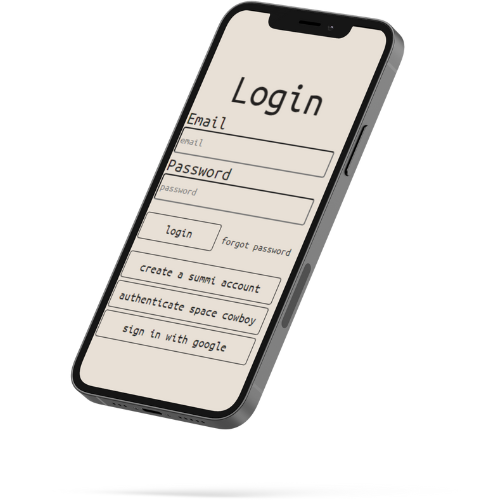 Login
Email
email
Password
password
login
forgot password
create a summi account
authenticate space cowboy
sign in with google